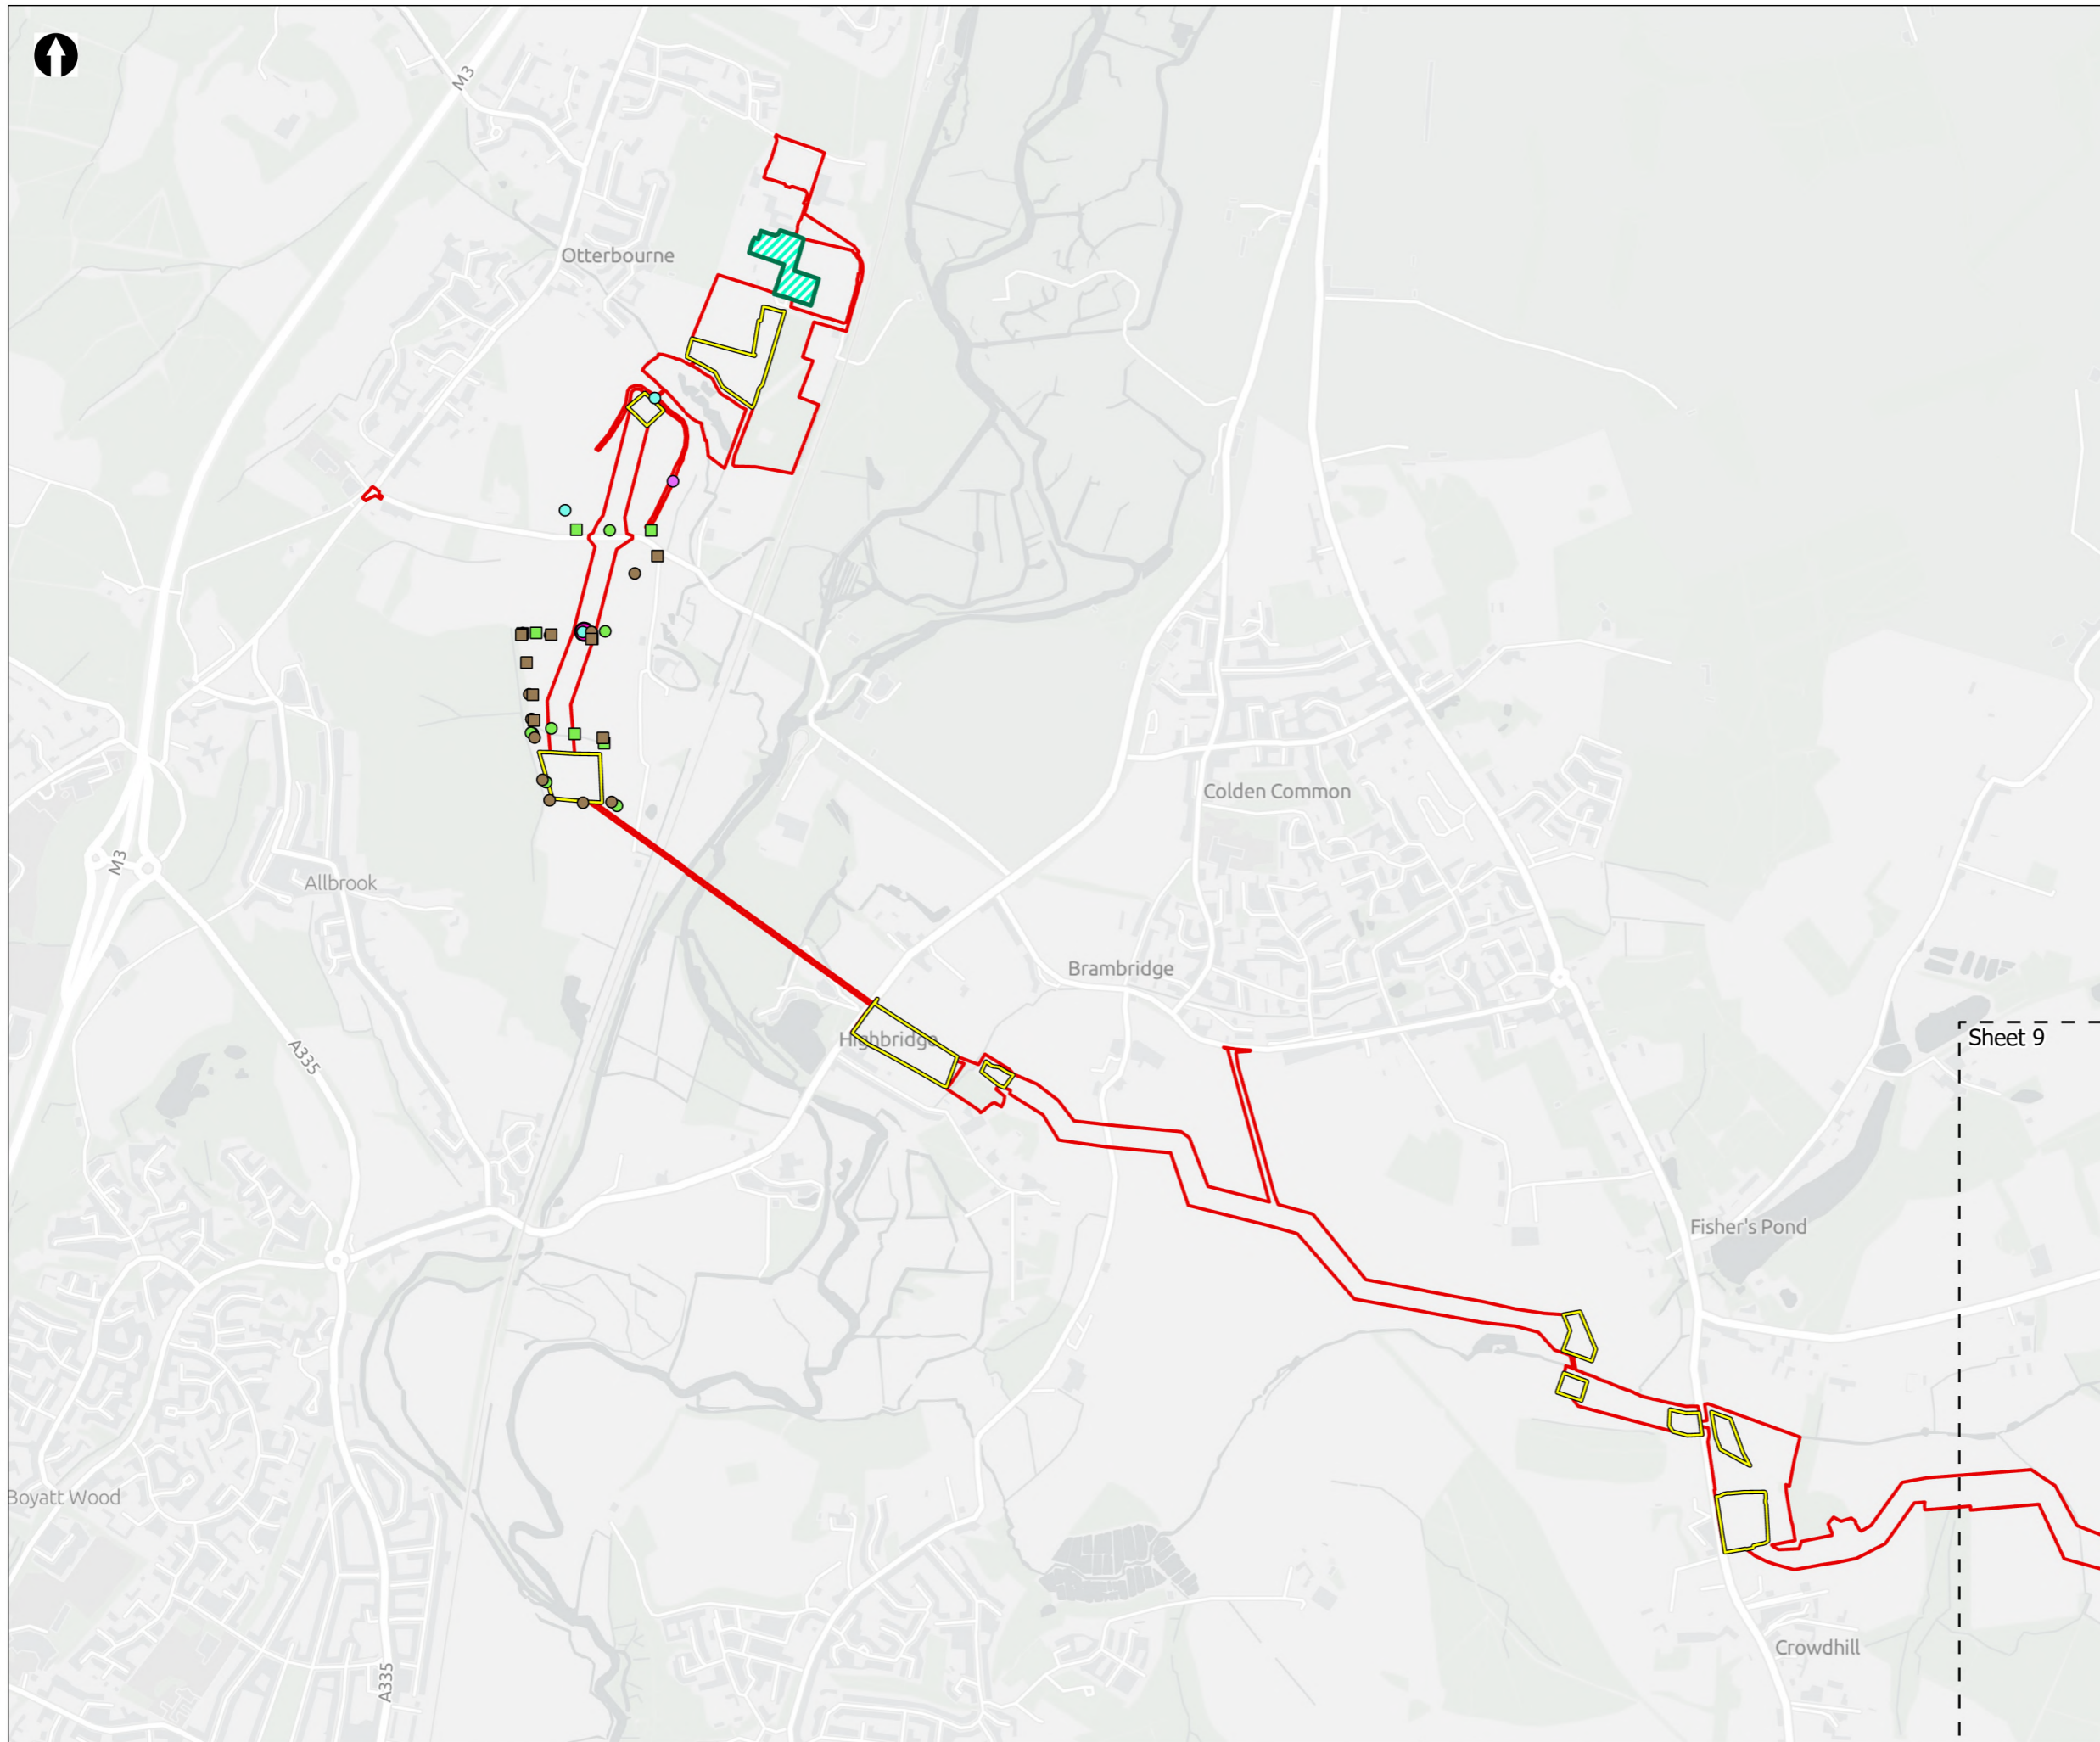 M3
Otterbourne
Colden Common
M3
Allbrook
Brambridge
Sheet 9
Highbridge
A335
Fisher's Pond
Boyatt Wood
Crowdhill
A335